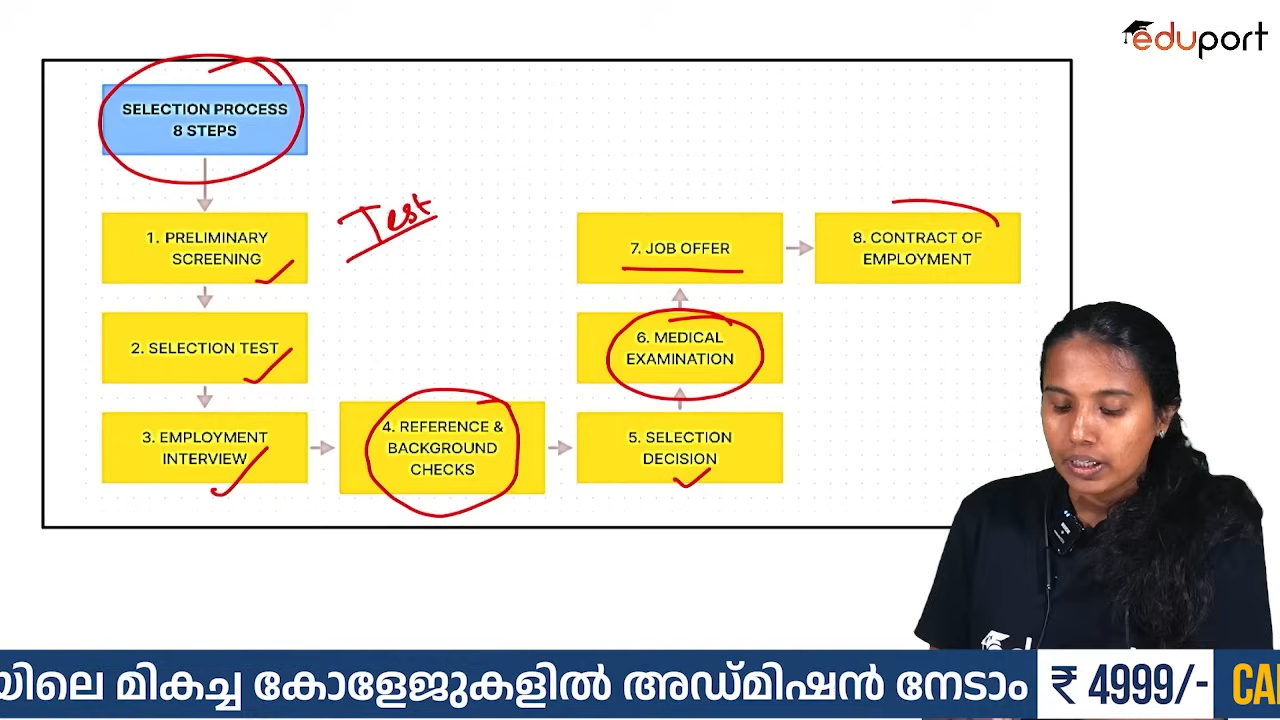 eduport
SELECTION PROCESS
8 STEPS
1. PRELIMINARY
SCREENING
Test
2. SELECTION TEST
3. EMPLOYMENT
INTERVIEW
4. REFERENCE &
BACKGROUND
CHECKS
5. SELECTION
DECISION
6. MEDICAL
EXAMINATION
7. JOB OFFER
8. CONTRACT OF
EMPLOYMENT
യിലെ മികച്ച കോളേജുകളിൽ അഡ്മിഷൻ നേടാം ₹ 4999/-